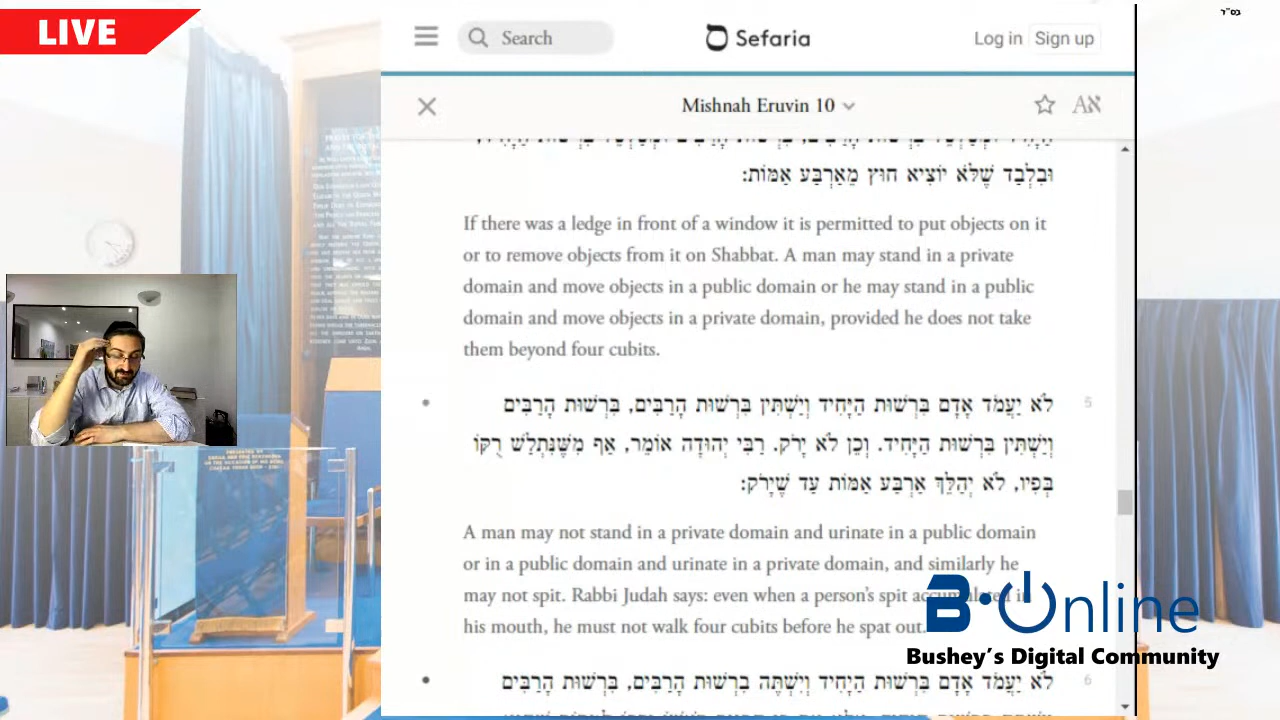 LIVE
בס"ד
Search
Sefaria
Log in Sign up
Mishnah Eruvin 10
וּבִלְבַד שֶׁלֹּא יוֹצִיא חוּץ מֵאַרְבַּע אַמּוֹת:
If there was a ledge in front of a window it is permitted to put objects on it
or to remove objects from it on Shabbat. A man may stand in a private
domain and move objects in a public domain or he may stand in a public
domain and move objects in a private domain, provided he does not take
them beyond four cubits.
5
לֹא יַעֲמֹד אָדָם בִּרְשׁוּת הַיָּחִיד וְיַשְׁתִּין בִּרְשׁוּת הָרַבִּים, בִּרְשׁוּת הָרַבִּים
וְיַשְׁתִּין בִּרְשׁוּת הַיָּחִיד. וְכֵן לֹא יָרֹק. רַבִּי יְהוּדָה אוֹמֵר, אַף מִשֶּׁנִּתְלַשׁ רֻקּוֹ
בְּפִיו, לֹא יְהַלֵּךְ אַרְבַּע אַמּוֹת עַד שֶׁיָּרֹק:
A man may not stand in a private domain and urinate in a public domain
or in a public domain and urinate in a private domain, and similarly he
may not spit. Rabbi Judah says: even when a person's spit accumulated in
his mouth, he must not walk four cubits before he spat out.
6
לֹא יַעֲמֹד אָדָם בִּרְשׁוּת הַיָּחִיד וְיִשְׁתֶּה בִרְשׁוּת הָרַבִּים, בִּרְשׁוּת הָרַבִּים
B·Online
Bushey's Digital Community